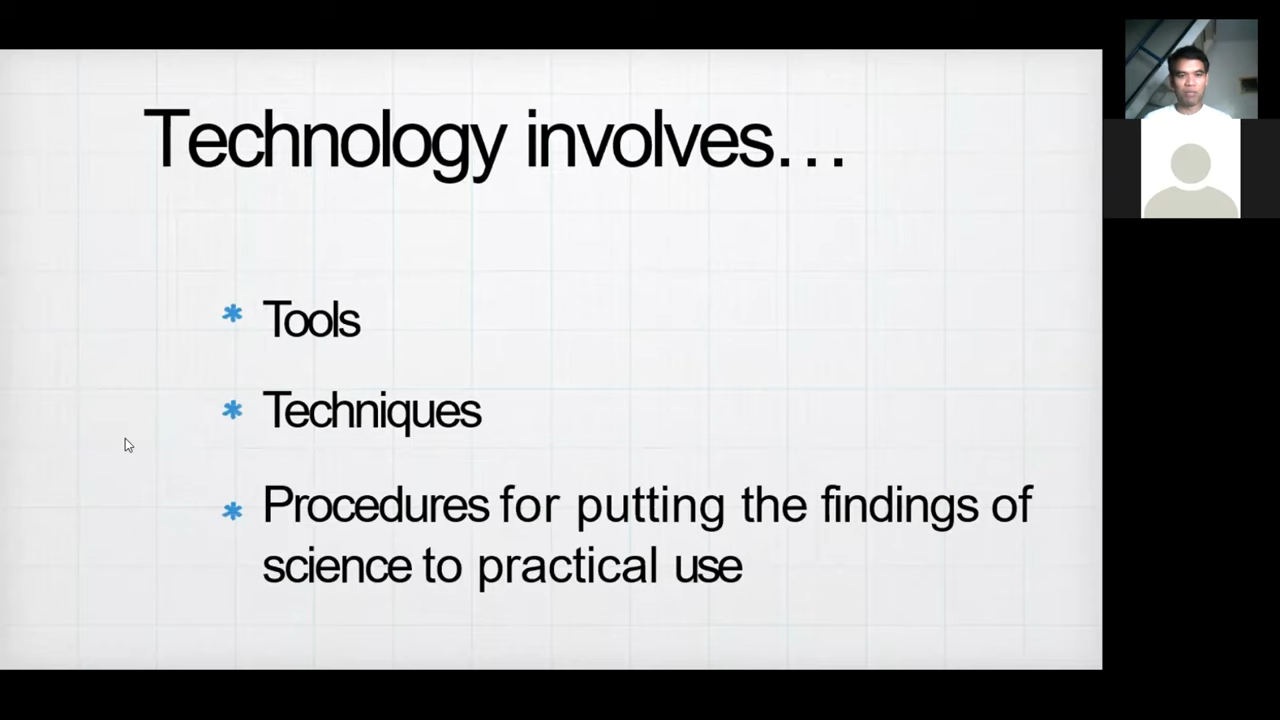 Technology involves…
* Tools
* Techniques
* Procedures for putting the findings of
science to practical use